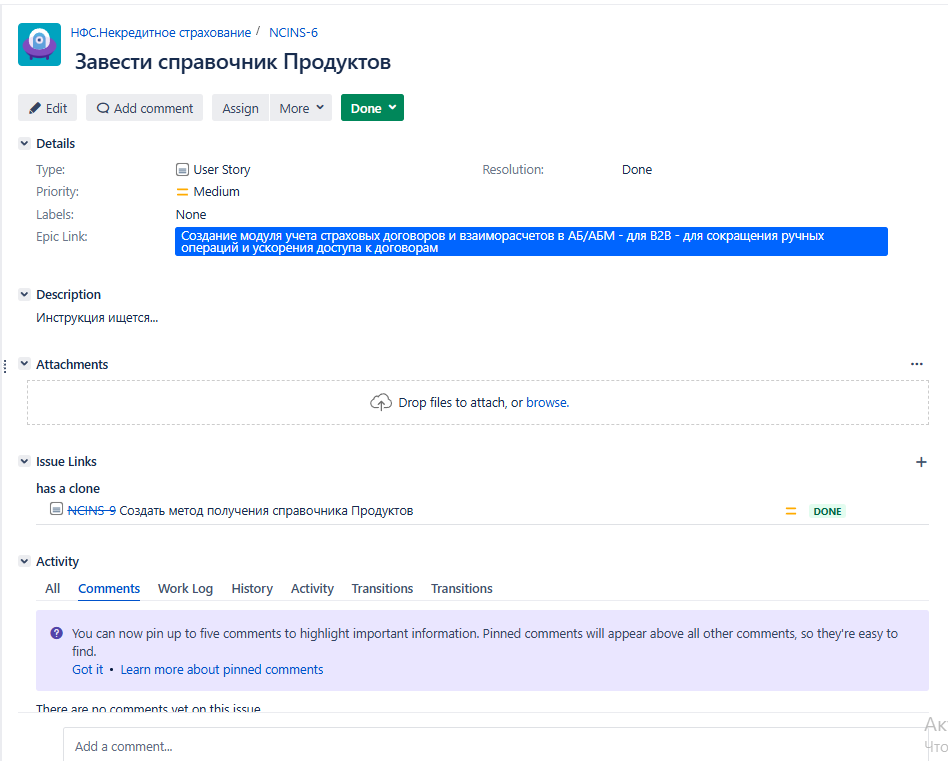 НФС.Некредитное страхование / NCINS-6
Завести справочник Продуктов
Edit Add comment Assign More Done
Details
Type: User Story Resolution: Done
Priority: Medium
Labels: None
Epic Link: Создание модуля учета страховых договоров и взаиморасчетов в АБ/АБМ - для B2B - для сокращения ручных
операций и ускорения доступа к договорам
Description
Инструкция ищется...
Attachments
Drop files to attach, or browse.
Issue Links
has a clone
NCINS-9 Создать метод получения справочника Продуктов DONE
Activity
All Comments Work Log History Activity Transitions Transitions
You can now pin up to five comments to highlight important information. Pinned comments will appear above all other comments, so they're easy to
find.
Got it • Learn more about pinned comments
There are no comments yet on this issue.
Ак
Add a comment...
Что